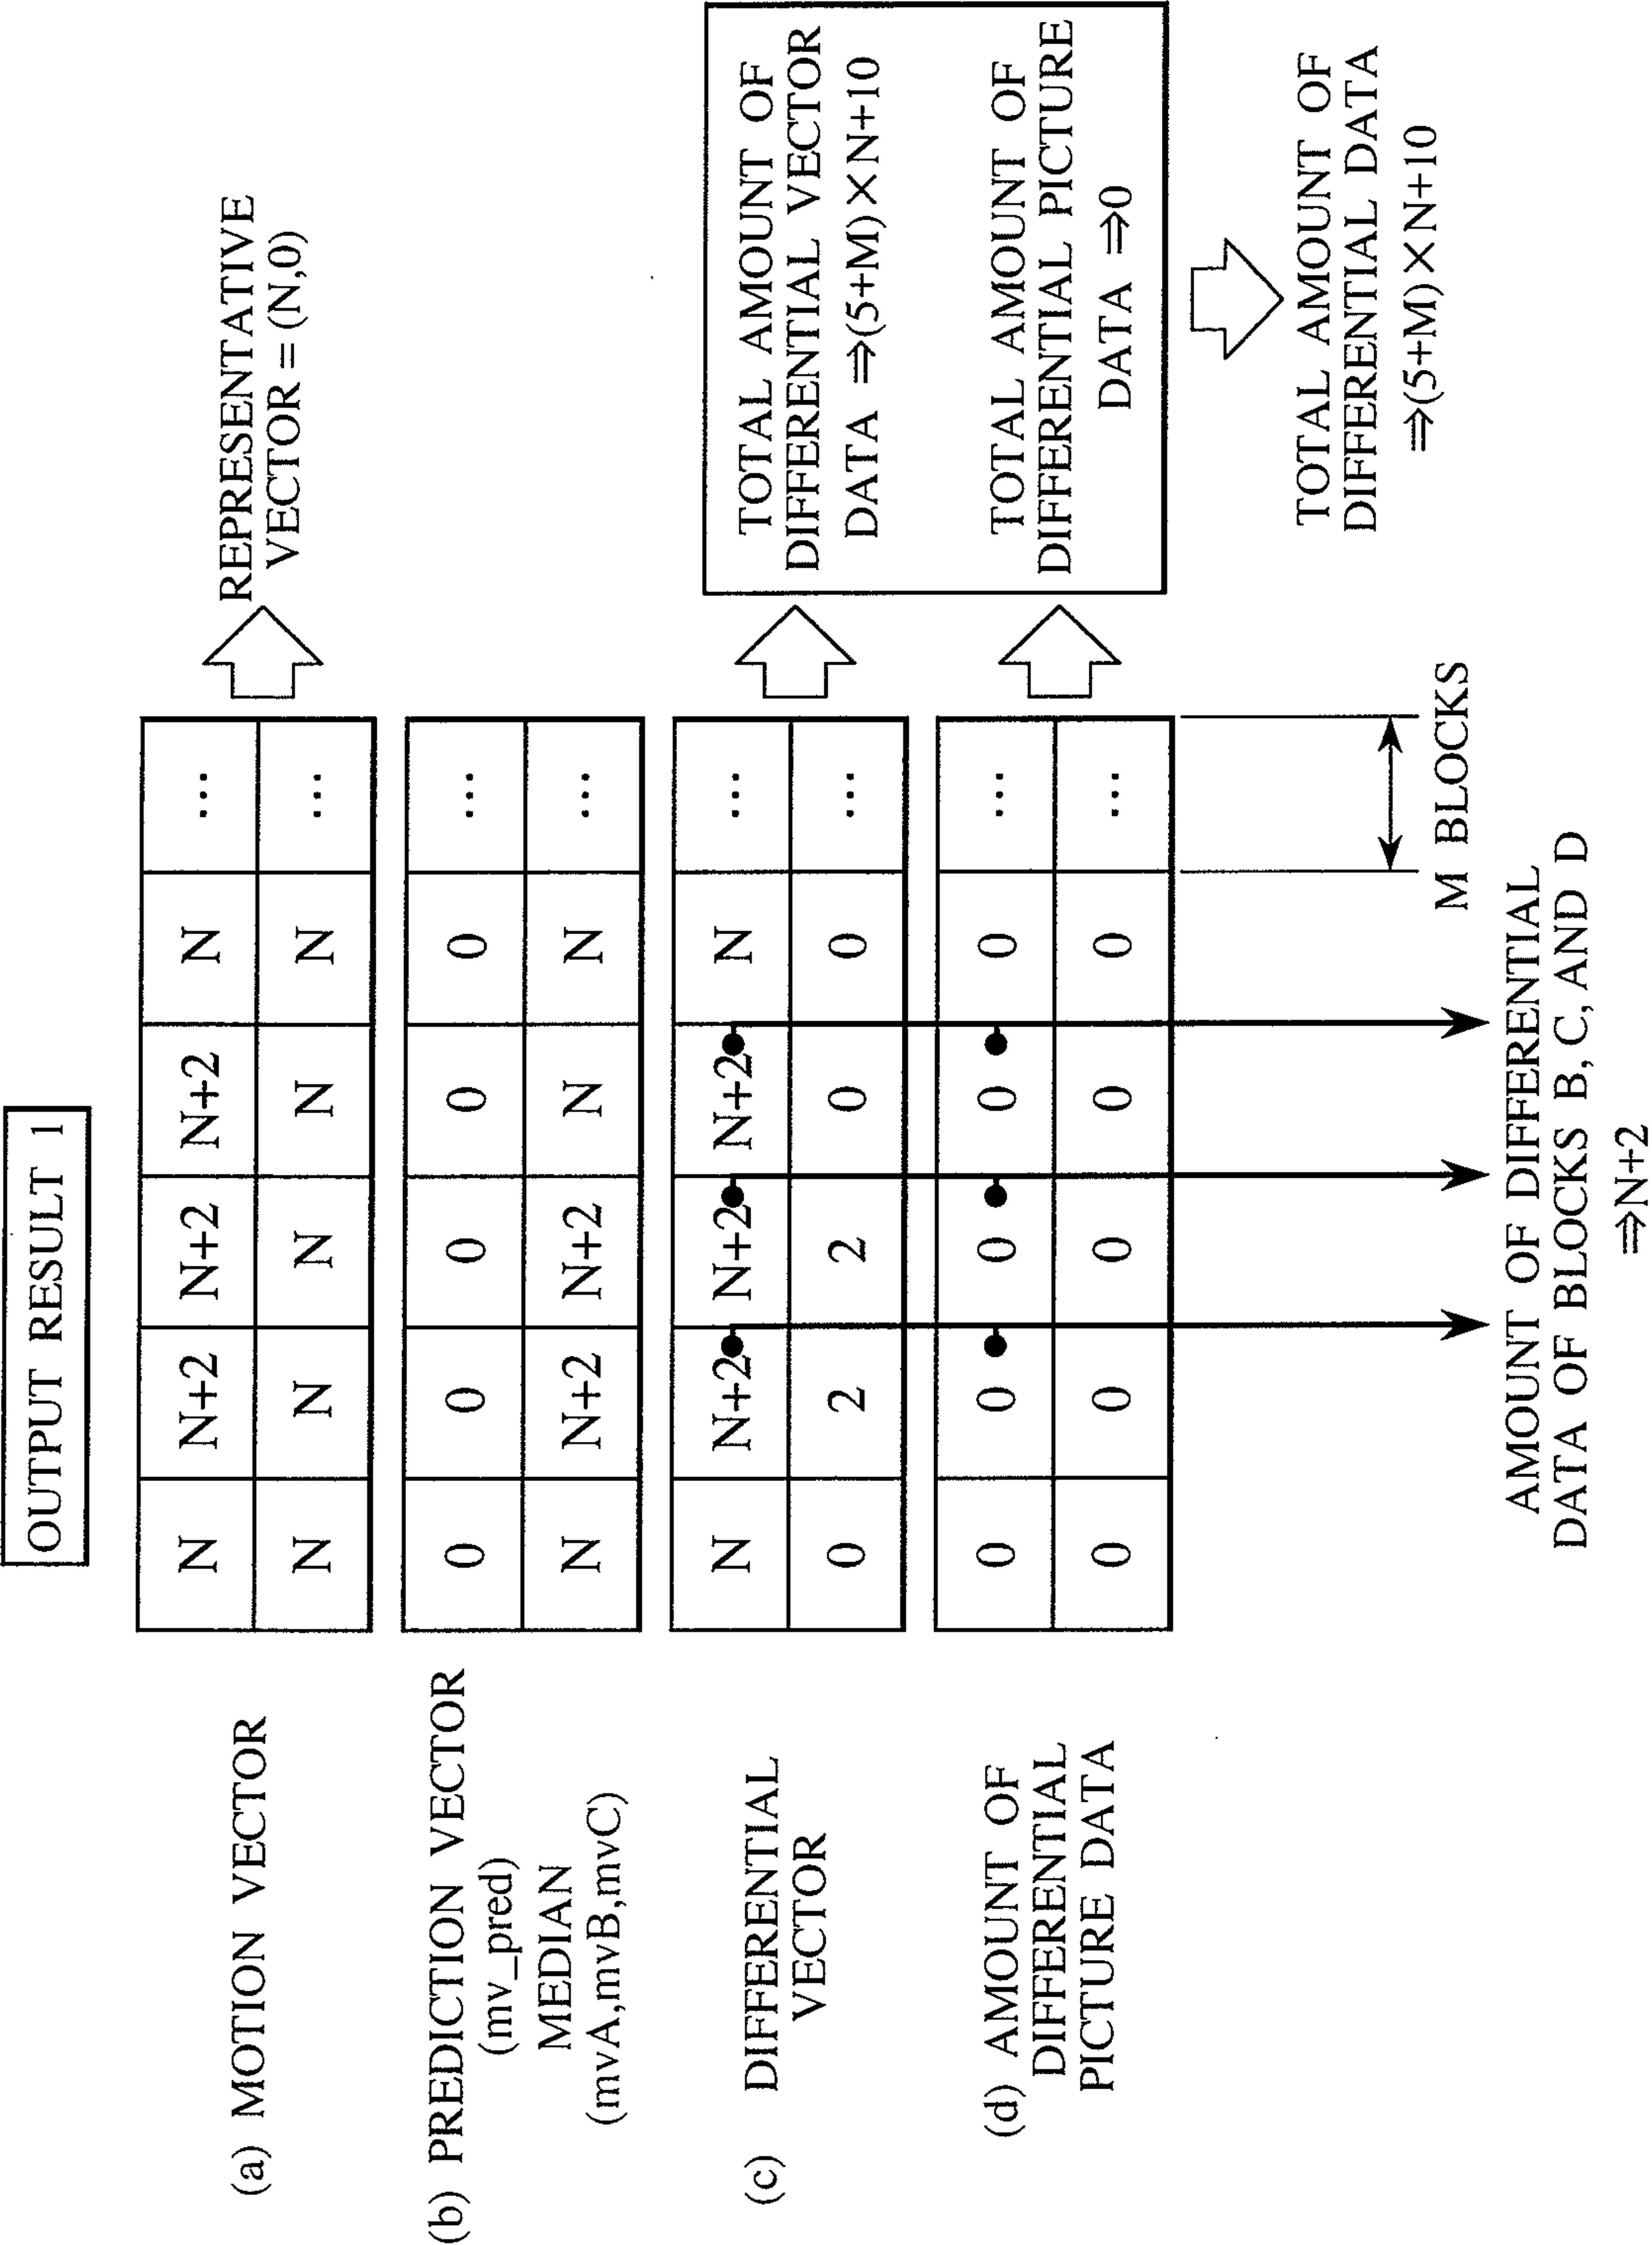 OUTPUT RESULT 1
(a) MOTION VECTOR
N N+2 N+2 N+2 N ...
N N N N N ...
REPRESENTATIVE
VECTOR = (N,0)
(b) PREDICTION VECTOR
(mv_pred)
MEDIAN
(mvA,mvB,mvC)
0 0 0 0 0 ...
N N+2 N+2 N N ...
(c) DIFFERENTIAL
VECTOR
N N+2 N+2 N+2 N ...
0 2 2 0 0 ...
TOTAL AMOUNT OF
DIFFERENTIAL VECTOR
DATA ⇒(5+M)×N+10
(d) AMOUNT OF
DIFFERENTIAL
PICTURE DATA
0 0 0 0 0 ...
0 0 0 0 0 ...
TOTAL AMOUNT OF
DIFFERENTIAL PICTURE
DATA ⇒0
TOTAL AMOUNT OF
DIFFERENTIAL DATA
⇒(5+M)×N+10
M BLOCKS
AMOUNT OF DIFFERENTIAL
DATA OF BLOCKS B, C, AND D
⇒N+2